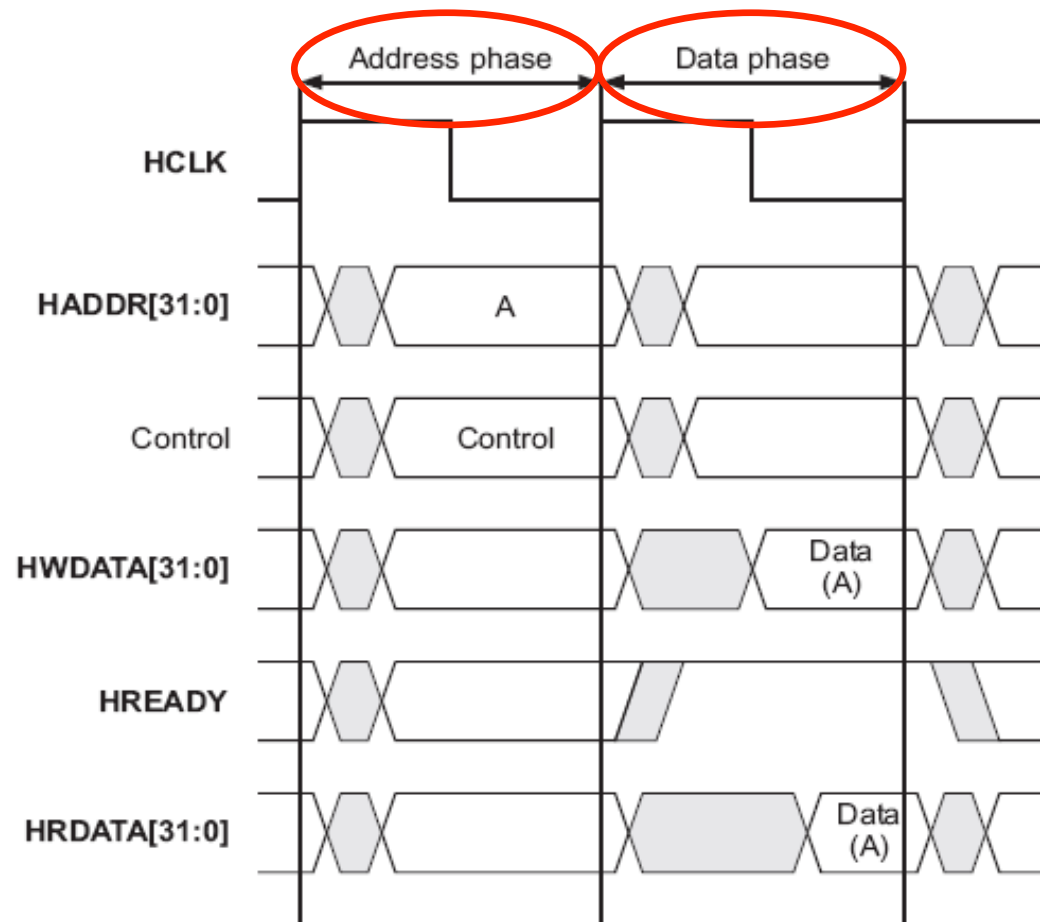 Address phase
Data phase
HCLK
HADDR[31:0]
A
Control
Control
HWDATA[31:0]
Data
(A)
HREADY
HRDATA[31:0]
Data
(A)